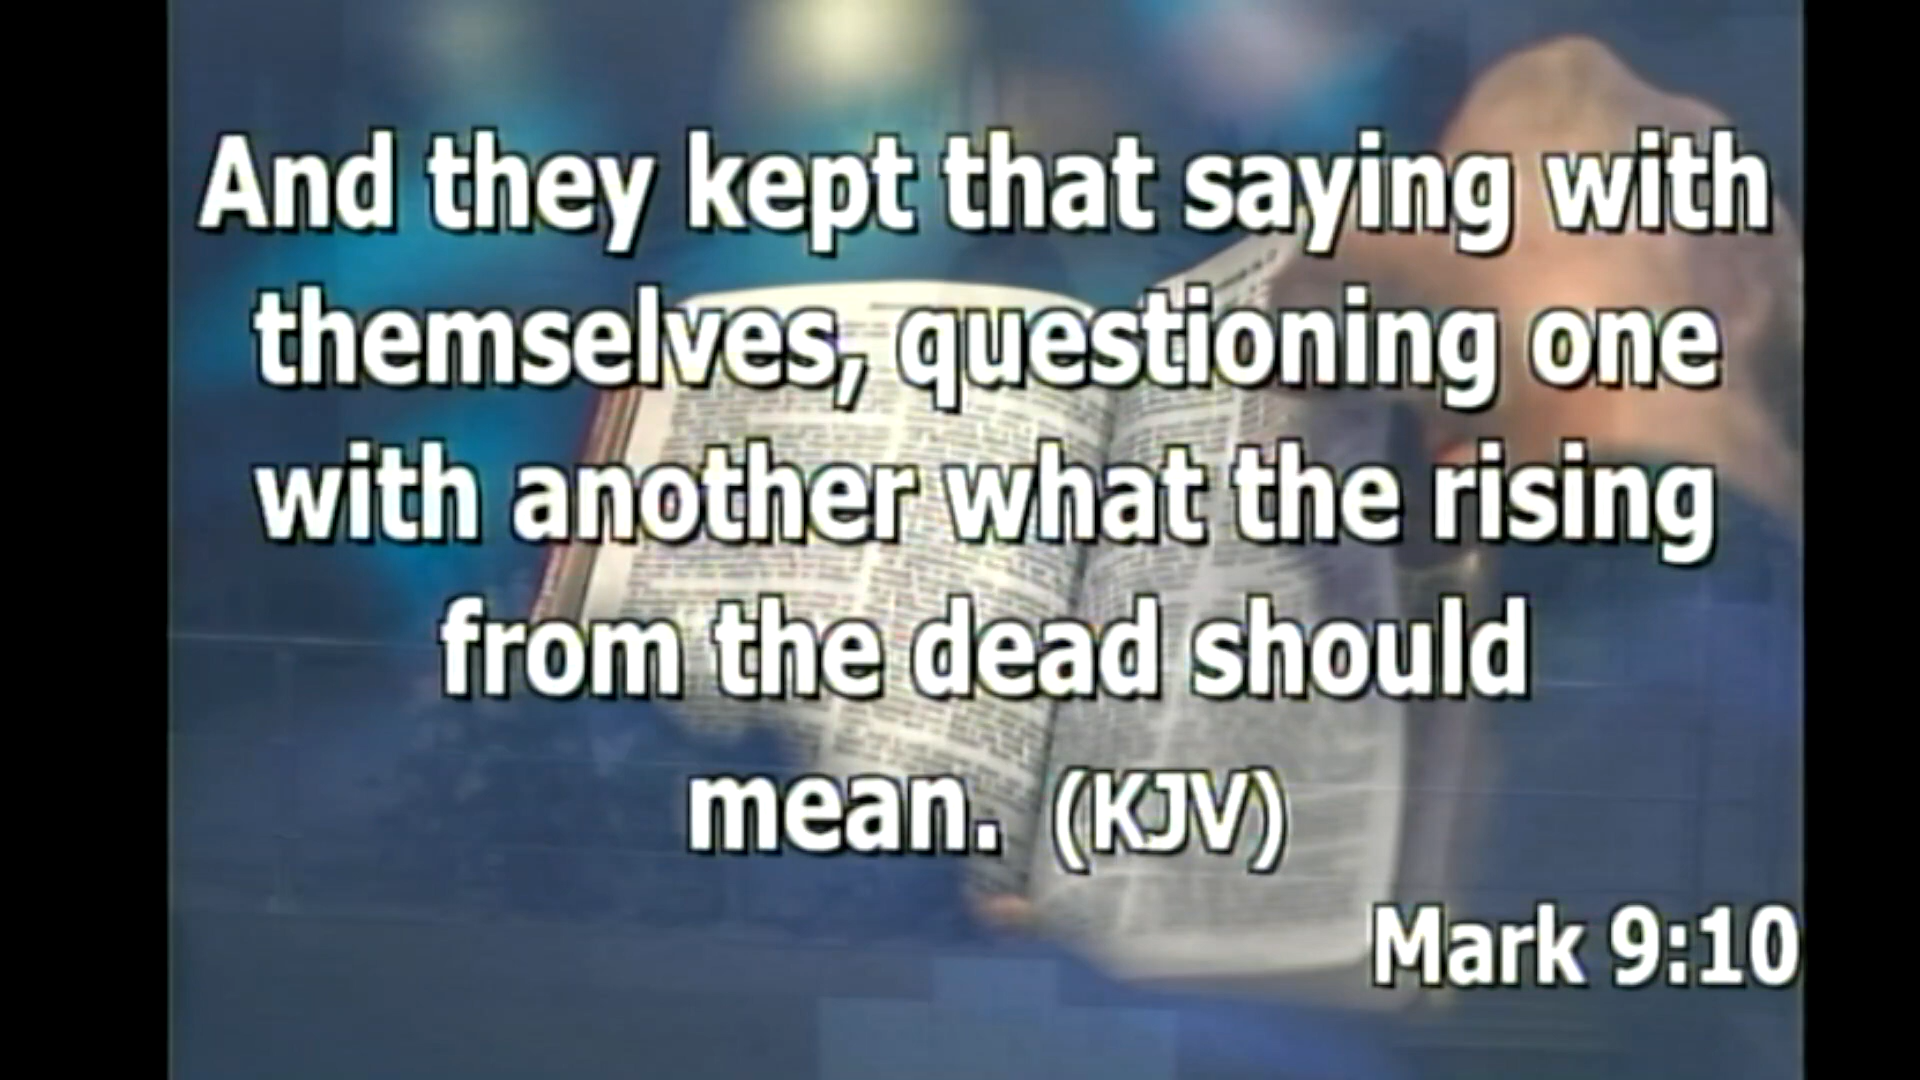 And they kept that saying with
themselves, questioning one
with another what the rising
from the dead should
mean. (KJV)
Mark 9:10